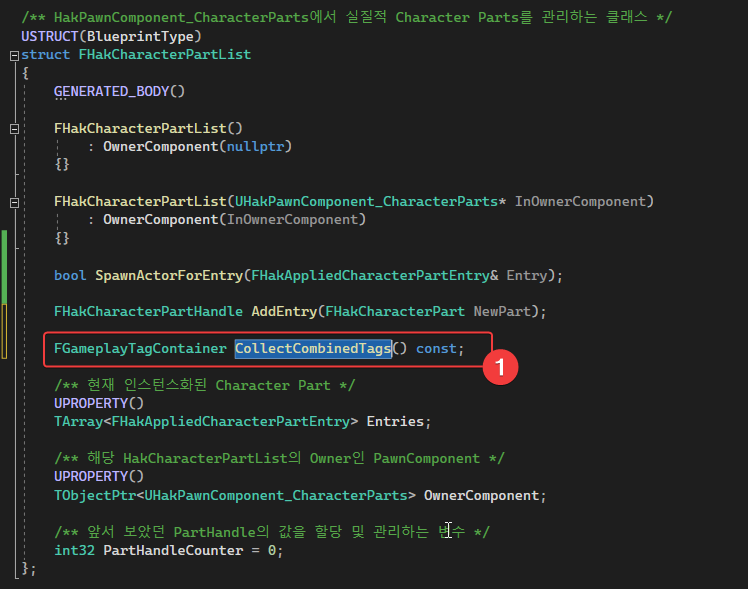 /** HakPawnComponent_CharacterParts에서 실질적 Character Parts를 관리하는 클래스 */
USTRUCT(BlueprintType)
struct FHakCharacterPartList
{
GENERATED_BODY()
FHakCharacterPartList()
: OwnerComponent(nullptr)
{}
FHakCharacterPartList(UHakPawnComponent_CharacterParts* InOwnerComponent)
: OwnerComponent(InOwnerComponent)
{}
bool SpawnActorForEntry(FHakAppliedCharacterPartEntry& Entry);
FHakCharacterPartHandle AddEntry(FHakCharacterPart NewPart);
FGameplayTagContainer CollectCombinedTags() const;
1
/** 현재 인스턴스화된 Character Part */
UPROPERTY()
TArray<FHakAppliedCharacterPartEntry> Entries;
/** 해당 HakCharacterPartList의 Owner인 PawnComponent */
UPROPERTY()
TObjectPtr<UHakPawnComponent_CharacterParts> OwnerComponent;
/** 앞서 보았던 PartHandle의 값을 할당 및 관리하는 변수 */
int32 PartHandleCounter = 0;
};